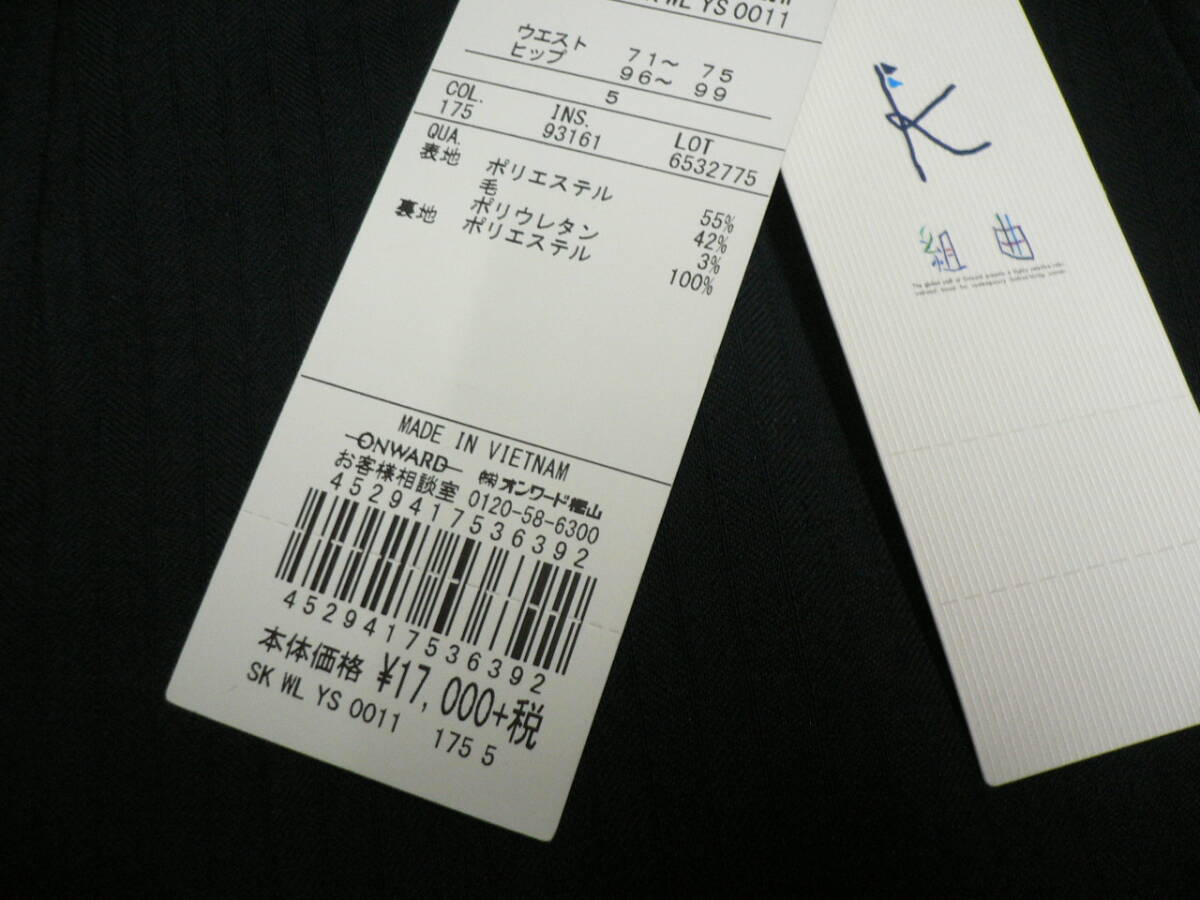 SK WL YS 0011
ウエスト 71～ 75
ヒップ 96～ 99
5
COL. INS. LOT
175 93161 6532775
QUA.
表地 ポリエステル 55%
毛 42%
ポリウレタン 3%
裏地 ポリエステル 100%
MADE IN VIETNAM
ONWARD ㈱オンワード樫山
お客様相談室 0120-58-6300
4529417536392
4529417536392
本体価格 ¥17,000+税
SK WL YS 0011 175 5
K
組曲